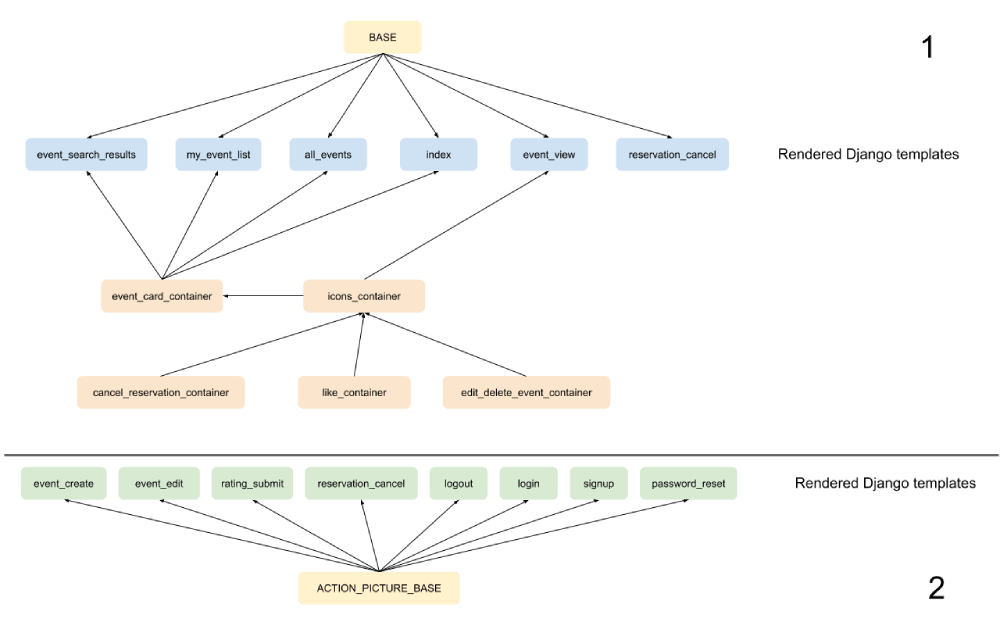 BASE
1
event_search_results
my_event_list
all_events
index
event_view
reservation_cancel
Rendered Django templates
event_card_container
icons_container
cancel_reservation_container
like_container
edit_delete_event_container
event_create
event_edit
rating_submit
reservation_cancel
logout
login
signup
password_reset
Rendered Django templates
ACTION_PICTURE_BASE
2